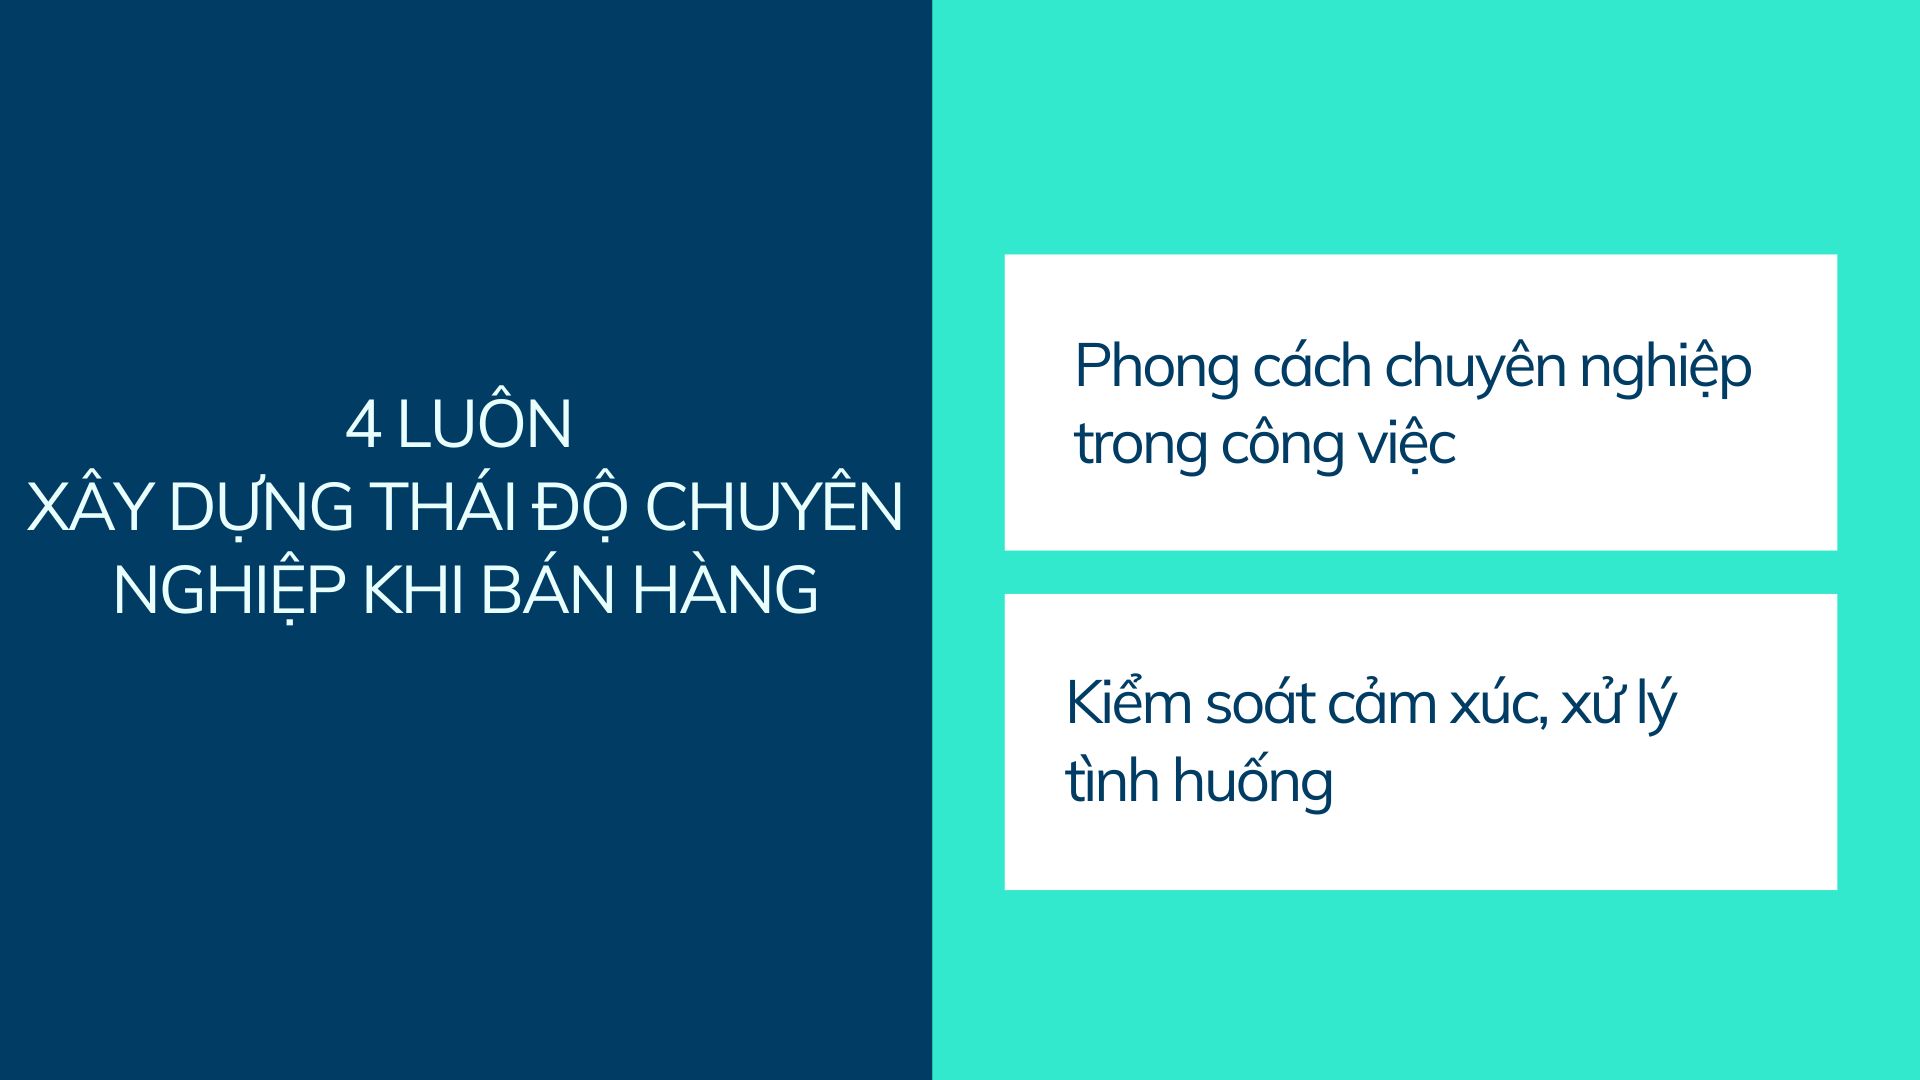 4 LUÔN
XÂY DỰNG THÁI ĐỘ CHUYÊN
NGHIỆP KHI BÁN HÀNG
Phong cách chuyên nghiệp
trong công việc
Kiểm soát cảm xúc, xử lý
tình huống